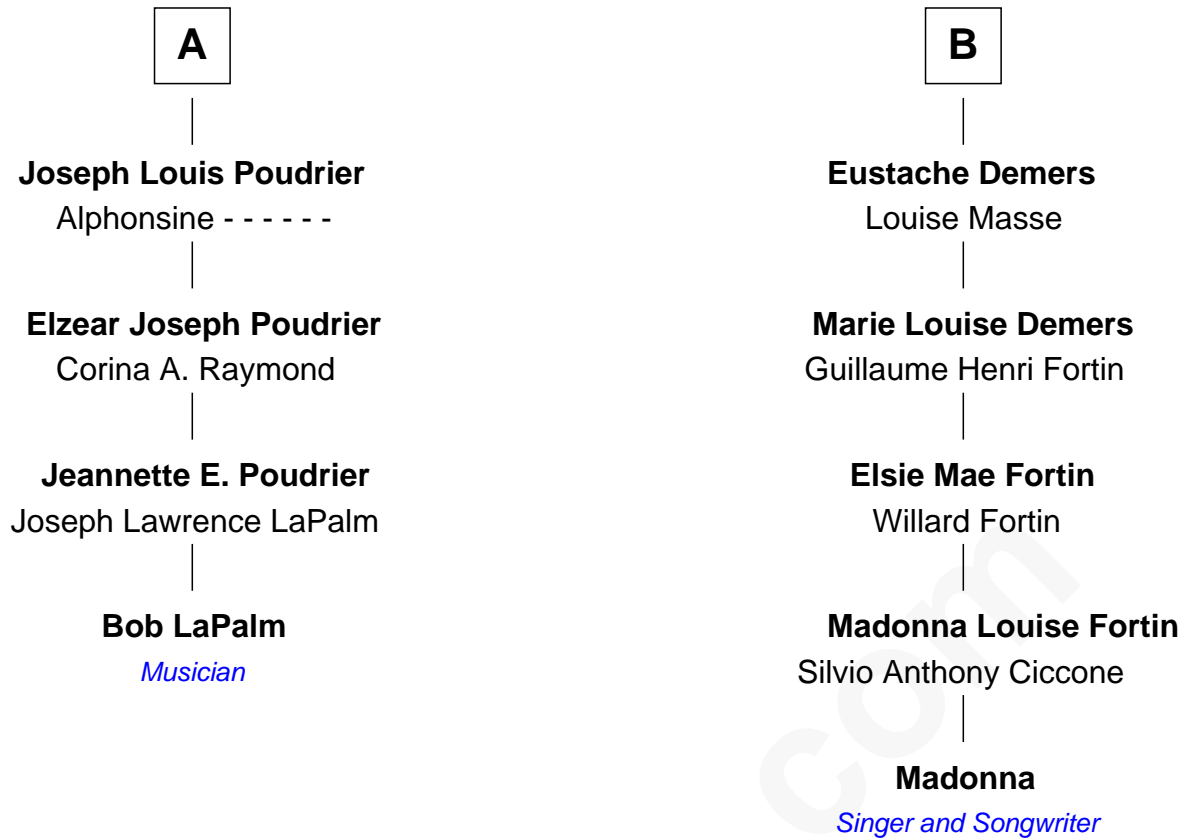 A
Joseph Louis Poudrier
Alphonsine - - - - - -
Elzear Joseph Poudrier
Corina A. Raymond
Jeannette E. Poudrier
Joseph Lawrence LaPalm
Bob LaPalm
Musician
B
Eustache Demers
Louise Masse
Marie Louise Demers
Guillaume Henri Fortin
Elsie Mae Fortin
Willard Fortin
Madonna Louise Fortin
Silvio Anthony Ciccone
Madonna
Singer and Songwriter
com